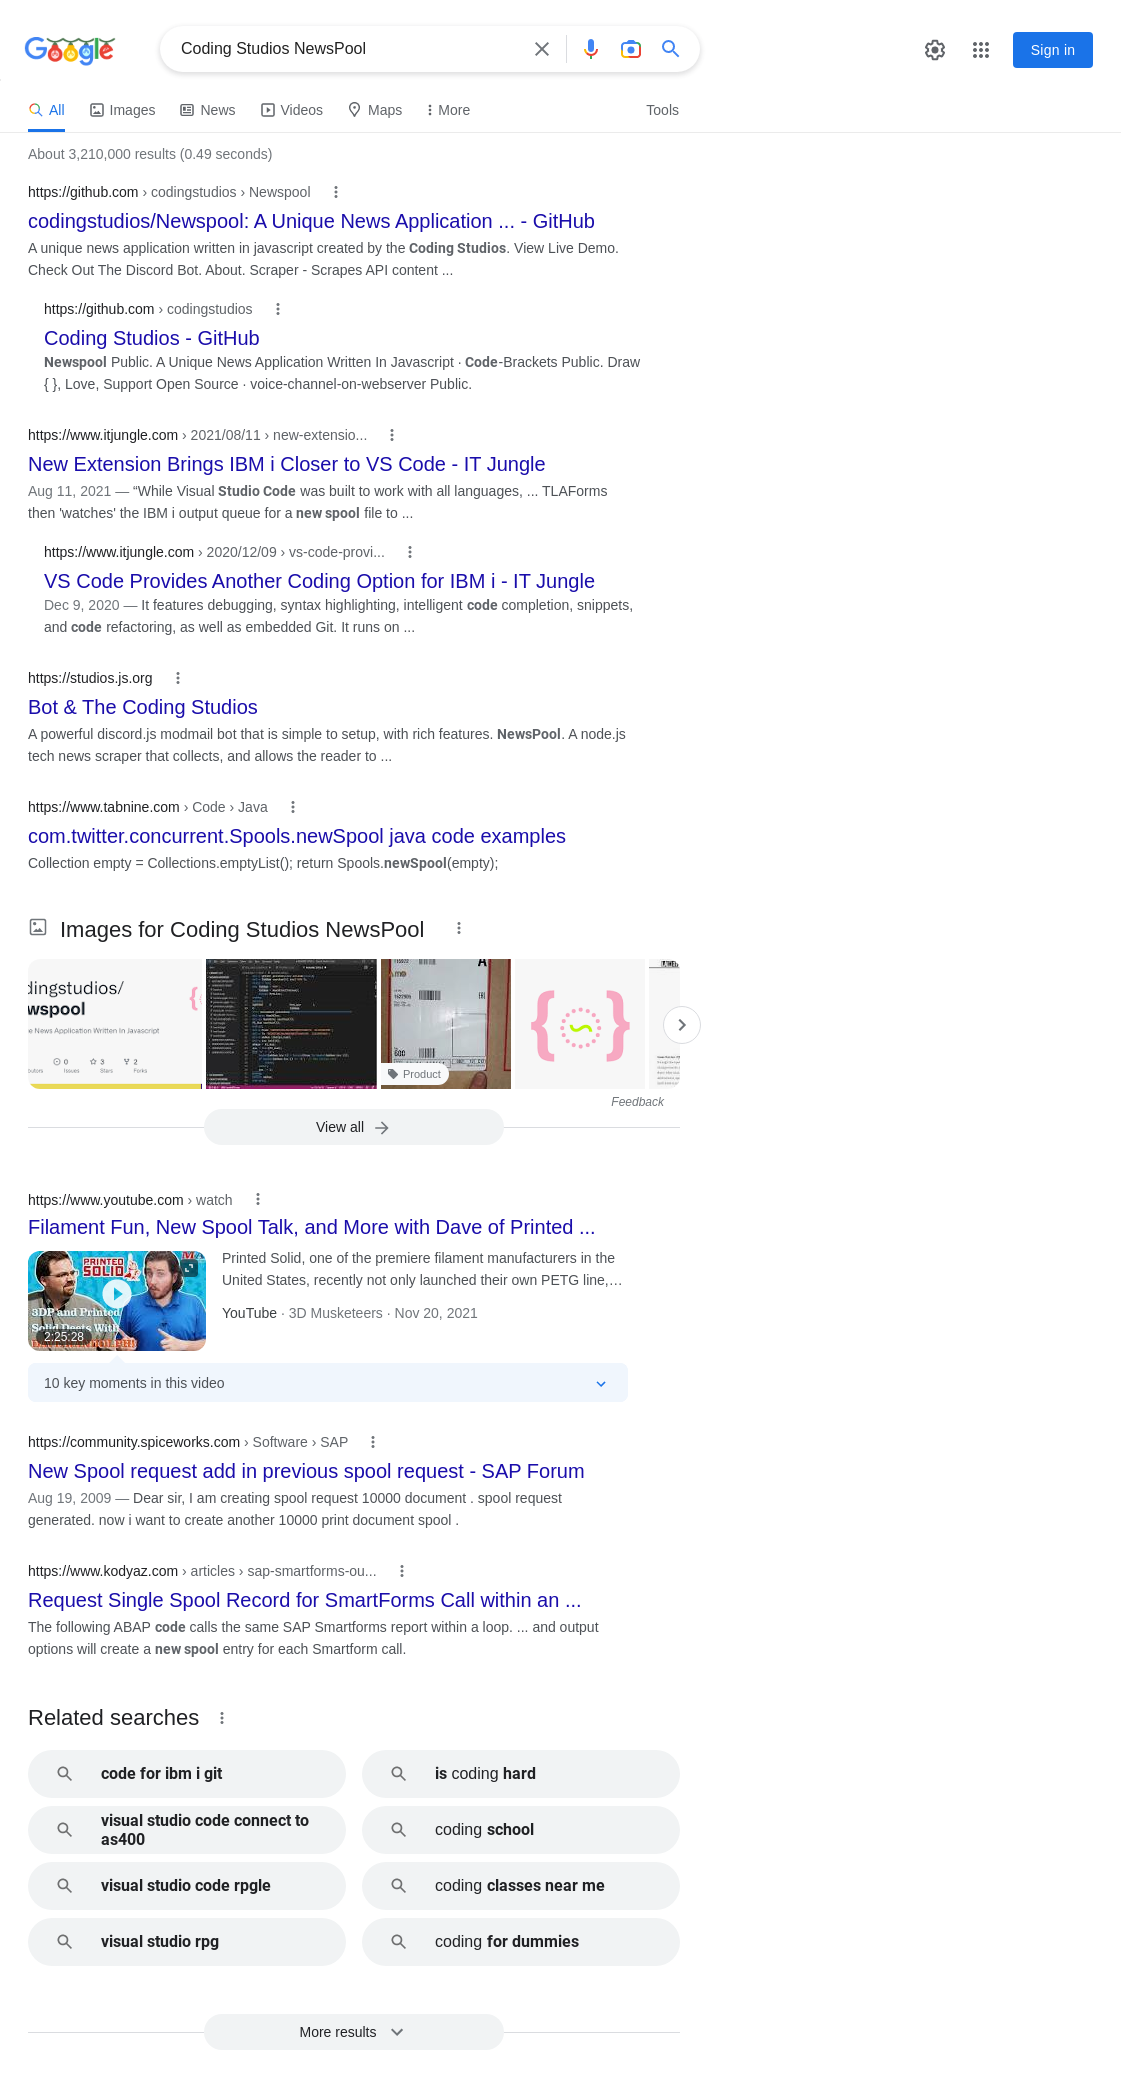 Google
Coding Studios NewsPool
Sign in
All
Images
News
Videos
Maps
More
Tools
About 3,210,000 results (0.49 seconds)
https://github.com › codingstudios › Newspool
codingstudios/Newspool: A Unique News Application ... - GitHub
A unique news application written in javascript created by the Coding Studios. View Live Demo.
Check Out The Discord Bot. About. Scraper - Scrapes API content ...
https://github.com › codingstudios
Coding Studios - GitHub
Newspool Public. A Unique News Application Written In Javascript · Code-Brackets Public. Draw
{ }, Love, Support Open Source · voice-channel-on-webserver Public.
https://www.itjungle.com › 2021/08/11 › new-extensio...
New Extension Brings IBM i Closer to VS Code - IT Jungle
Aug 11, 2021 — “While Visual Studio Code was built to work with all languages, ... TLAForms
then 'watches' the IBM i output queue for a new spool file to ...
https://www.itjungle.com › 2020/12/09 › vs-code-provi...
VS Code Provides Another Coding Option for IBM i - IT Jungle
Dec 9, 2020 — It features debugging, syntax highlighting, intelligent code completion, snippets,
and code refactoring, as well as embedded Git. It runs on ...
https://studios.js.org
Bot & The Coding Studios
A powerful discord.js modmail bot that is simple to setup, with rich features. NewsPool. A node.js
tech news scraper that collects, and allows the reader to ...
https://www.tabnine.com › Code › Java
com.twitter.concurrent.Spools.newSpool java code examples
Collection empty = Collections.emptyList(); return Spools.newSpool(empty);
Images for Coding Studios NewsPool
dingstudios/
wspool
e News Application Written In Javascript
0
3
2
utors
Issues
Stars
Forks
Product
Feedback
View all
https://www.youtube.com › watch
Filament Fun, New Spool Talk, and More with Dave of Printed ...
PRINTED
SOLID
3DP and Printed
Solid Deets With
2:25:28
Printed Solid, one of the premiere filament manufacturers in the
United States, recently not only launched their own PETG line,…
YouTube · 3D Musketeers · Nov 20, 2021
10 key moments in this video
https://community.spiceworks.com › Software › SAP
New Spool request add in previous spool request - SAP Forum
Aug 19, 2009 — Dear sir, I am creating spool request 10000 document . spool request
generated. now i want to create another 10000 print document spool .
https://www.kodyaz.com › articles › sap-smartforms-ou...
Request Single Spool Record for SmartForms Call within an ...
The following ABAP code calls the same SAP Smartforms report within a loop. ... and output
options will create a new spool entry for each Smartform call.
Related searches
code for ibm i git
is coding hard
visual studio code connect to
as400
coding school
visual studio code rpgle
coding classes near me
visual studio rpg
coding for dummies
More results